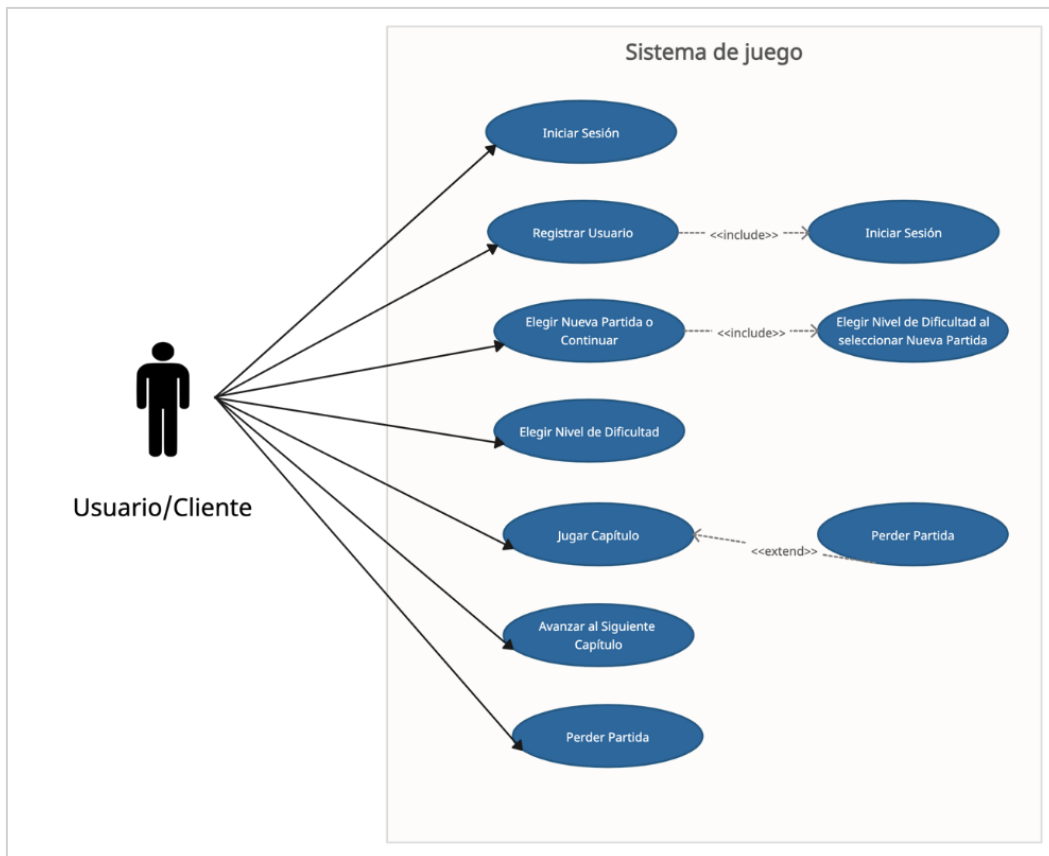 Sistema de juego
Iniciar Sesión
Registrar Usuario
<<include>>
Iniciar Sesión
Elegir Nueva Partida o
Continuar
<<include>>
Elegir Nivel de Dificultad al
seleccionar Nueva Partida
Elegir Nivel de Dificultad
Usuario/Cliente
Jugar Capítulo
<<extend>>
Perder Partida
Avanzar al Siguiente
Capítulo
Perder Partida